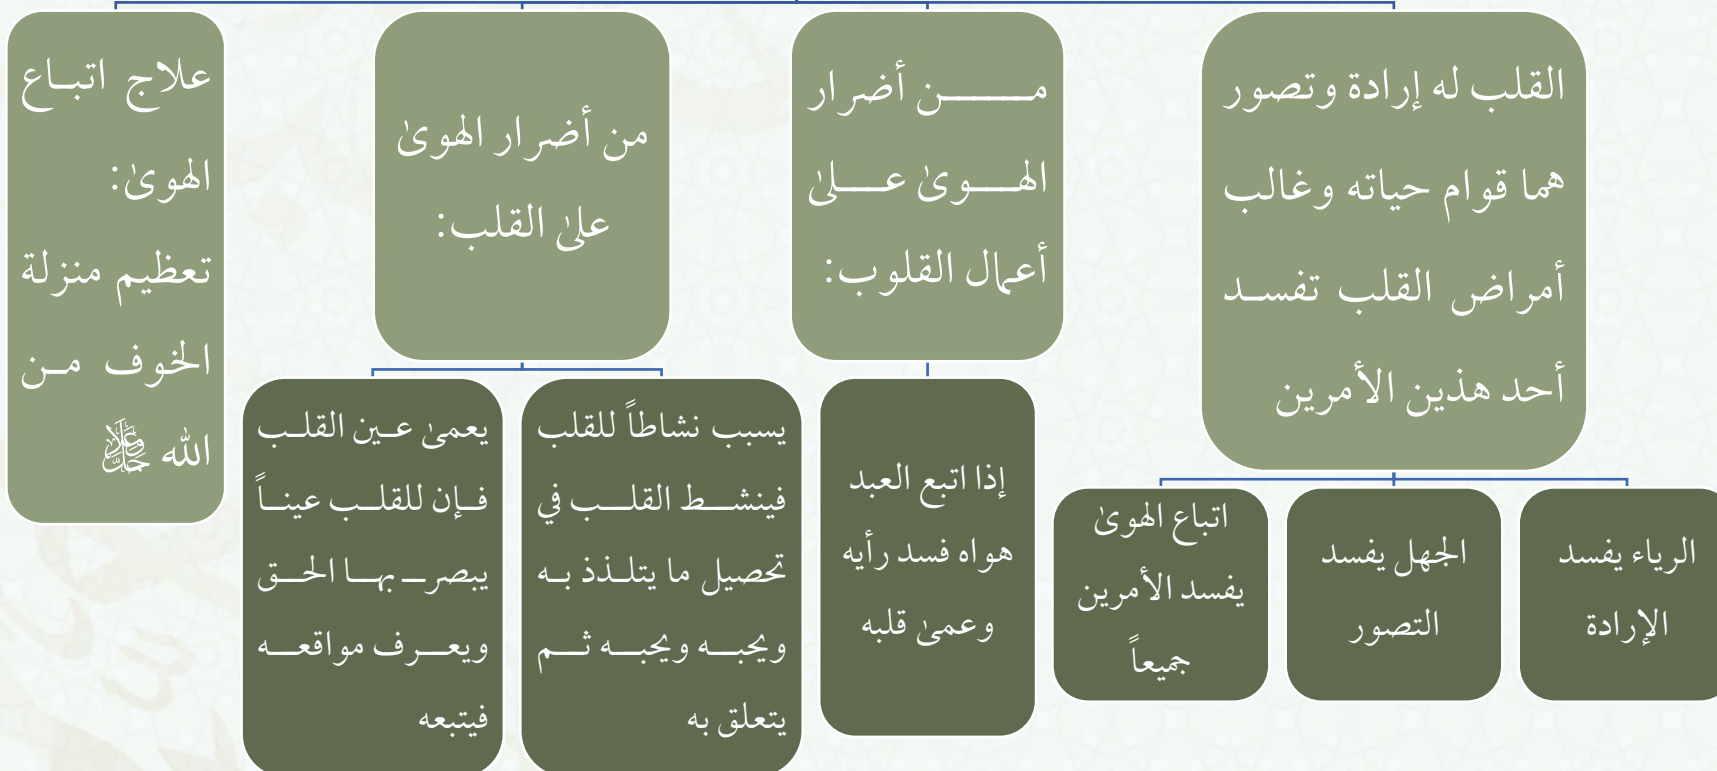 القلب له إرادة وتصور
هما قوام حياته وغالب
أمراض القلب تفسد
أحد هذين الأمرين
الرياء يفسد
الإرادة
الجهل يفسد
التصور
اتباع الهوىٰ
يفسد الأمرين
جميعاً
من أضرار
الهوىٰ علىٰ
أعمال القلوب:
إذا اتبع العبد
هواه فسد رأيه
وعمىٰ قلبه
من أضرار الهوىٰ
علىٰ القلب:
يسبب نشاطاً للقلب
فينشط القلب في
تحصيل ما يتلذذ به
ويحبه ويحبه ثم
يتعلق به
يعمىٰ عين القلب
فإن للقلب عيناً
يبصر بها الحق
ويعرف مواقعه
فيتبعه
علاج اتباع
الهوىٰ:
تعظيم منزلة
الخوف من
الله ﷻ